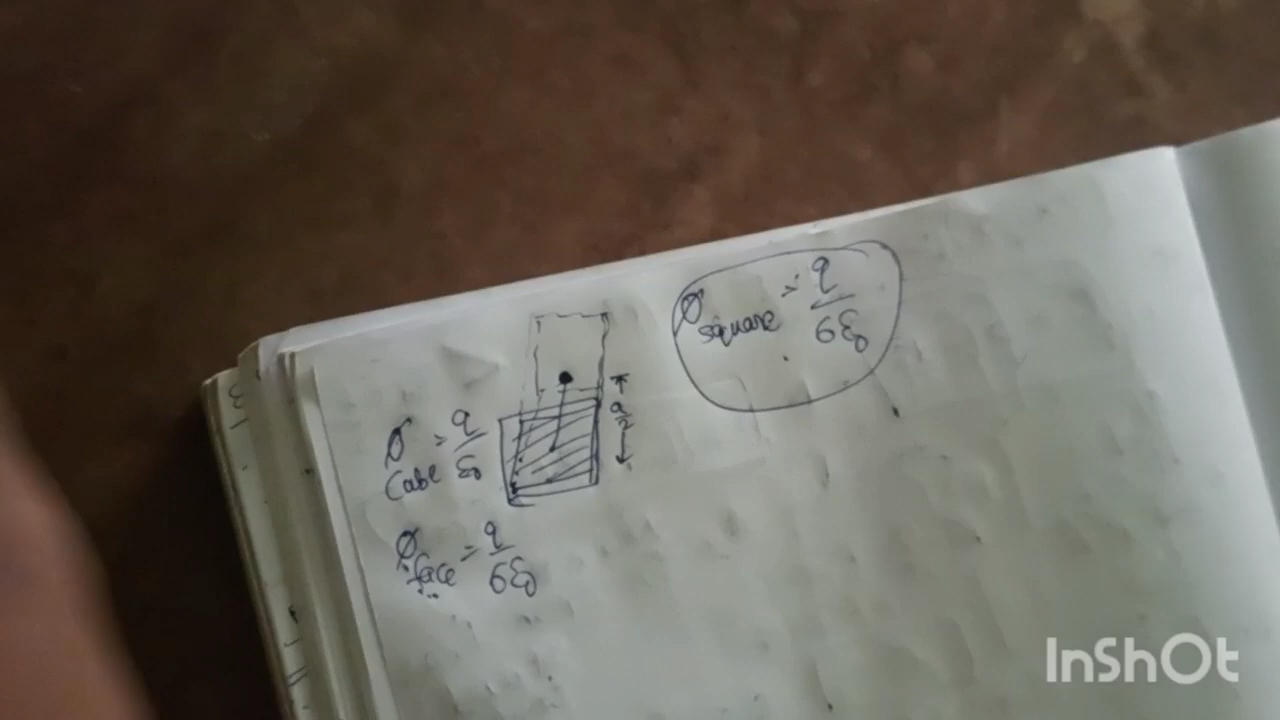 Φ square = q/6ε₀
a/2
Φ cube = q/ε₀
Φ face = q/6ε₀
InShOt